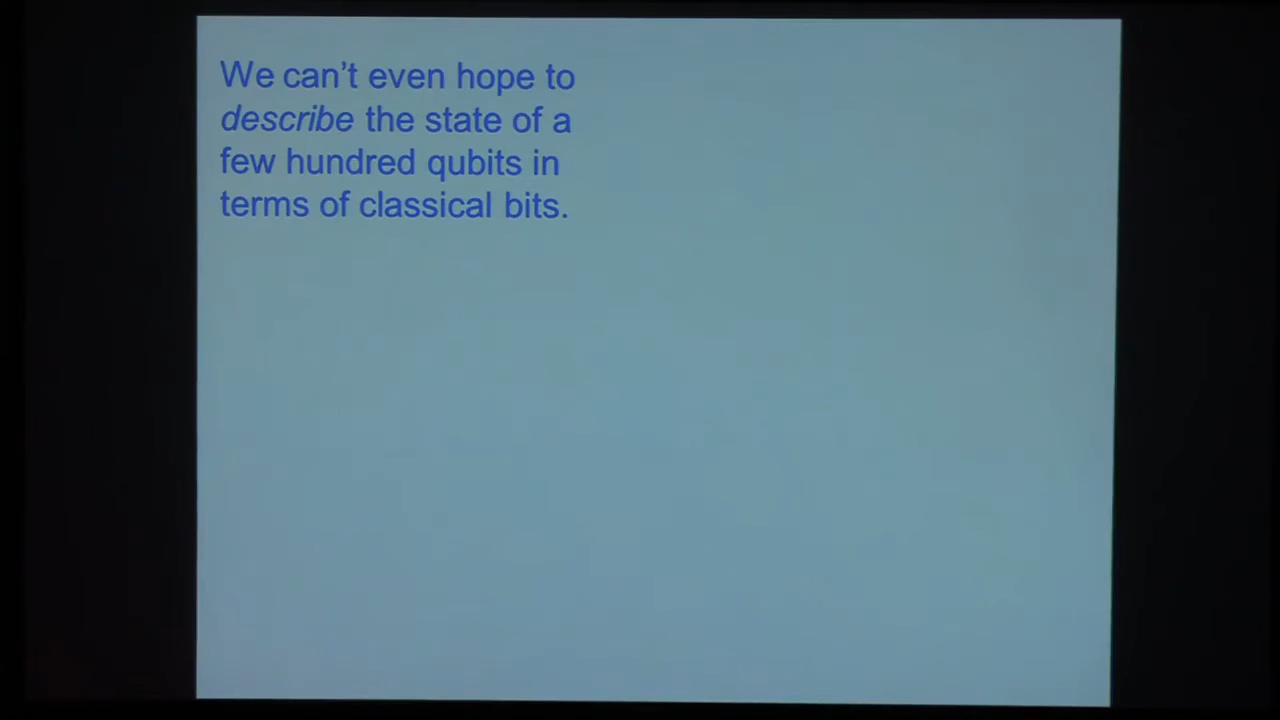 We can't even hope to
describe the state of a
few hundred qubits in
terms of classical bits.